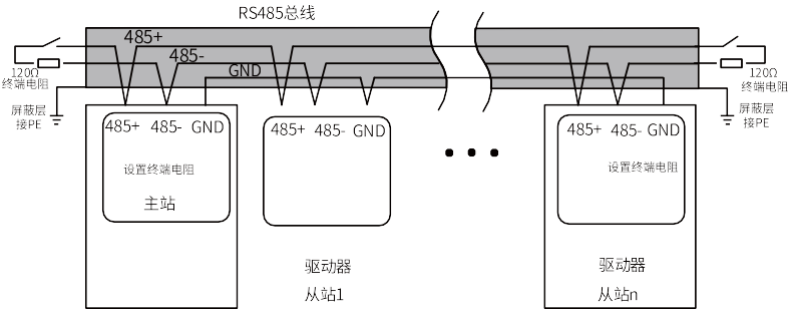 RS485总线
485+
485-
GND
120Ω
终端电阻
屏蔽层
接PE
120Ω
终端电阻
屏蔽层
接PE
485+ 485- GND
设置终端电阻
主站
485+ 485- GND
驱动器
从站1
485+ 485- GND
设置终端电阻
驱动器
从站n